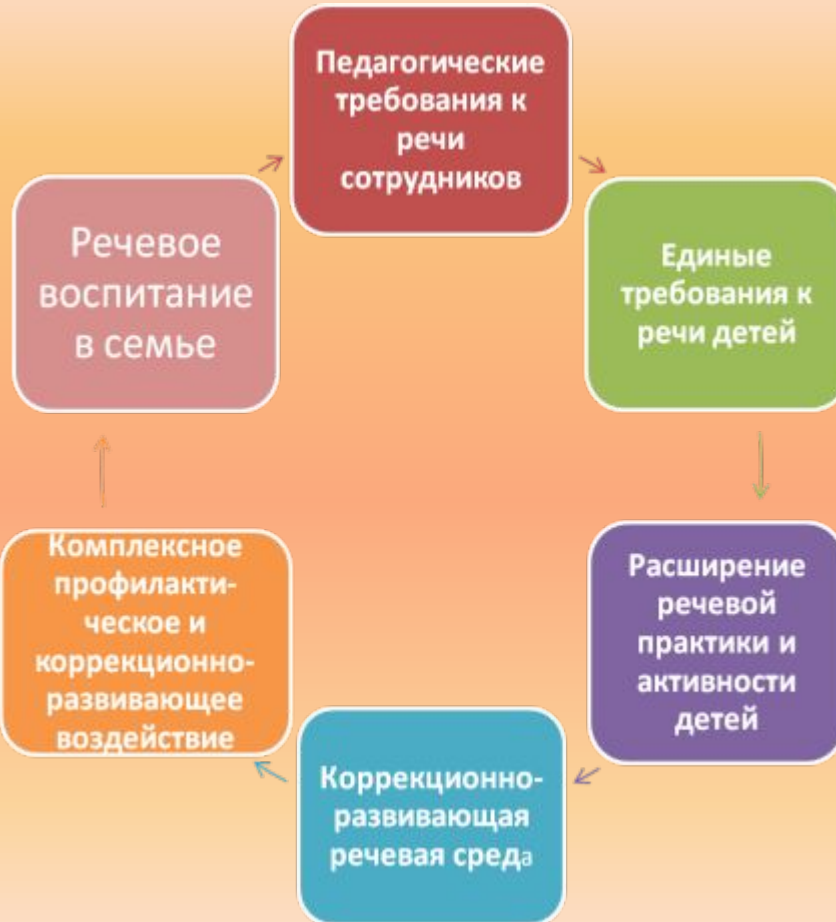 Педагогические
требования к
речи
сотрудников
Единые
требования к
речи детей
Расширение
речевой
практики и
активности
детей
Коррекционно-
развивающая
речевая среда
Комплексное
профилакти-
ческое и
коррекционно-
развивающее
воздействие
Речевое
воспитание
в семье